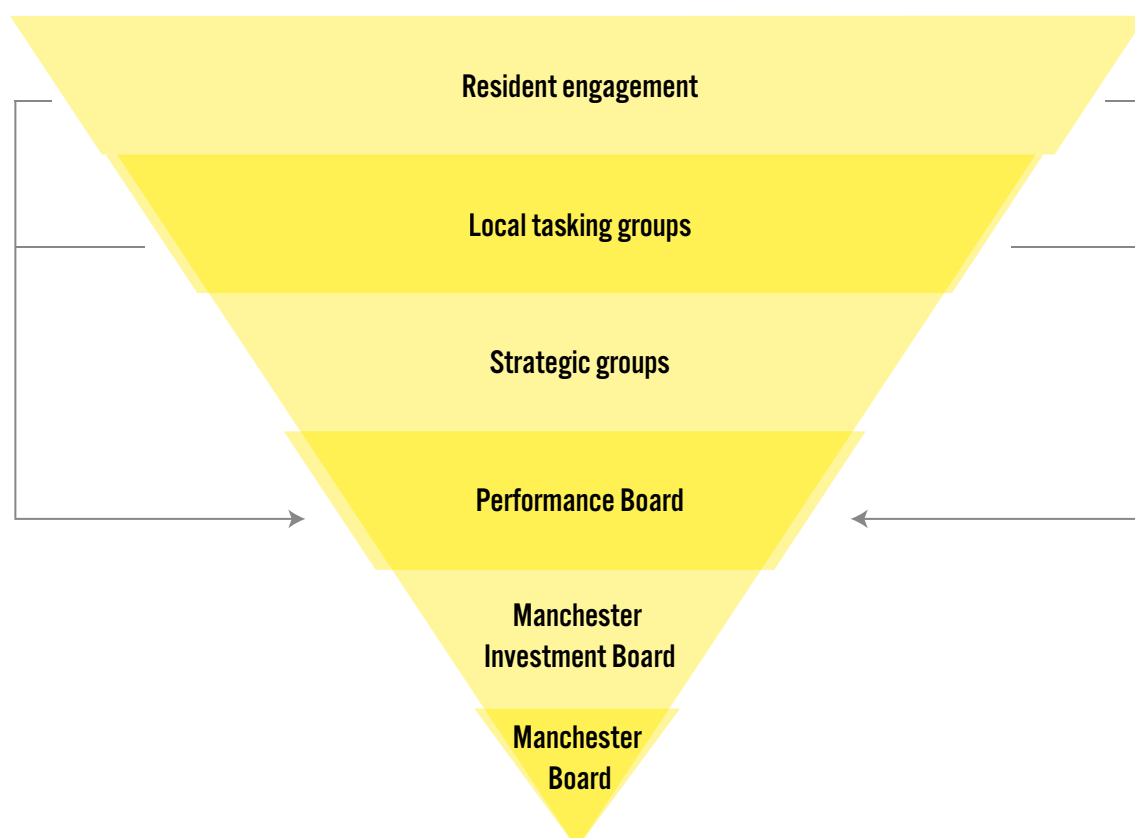 Resident engagement
Local tasking groups
Strategic groups
Performance Board
Manchester
Investment Board
Manchester
Board